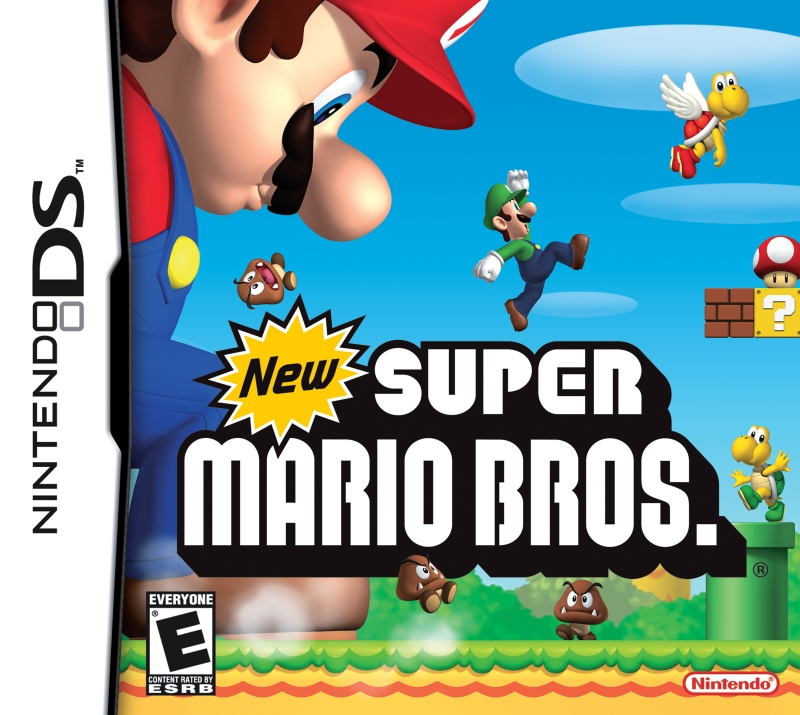 NINTENDO DS™
New
SUPER
MARIO BROS.
®
?
EVERYONE
®
E
CONTENT RATED BY
ESRB
Nintendo®